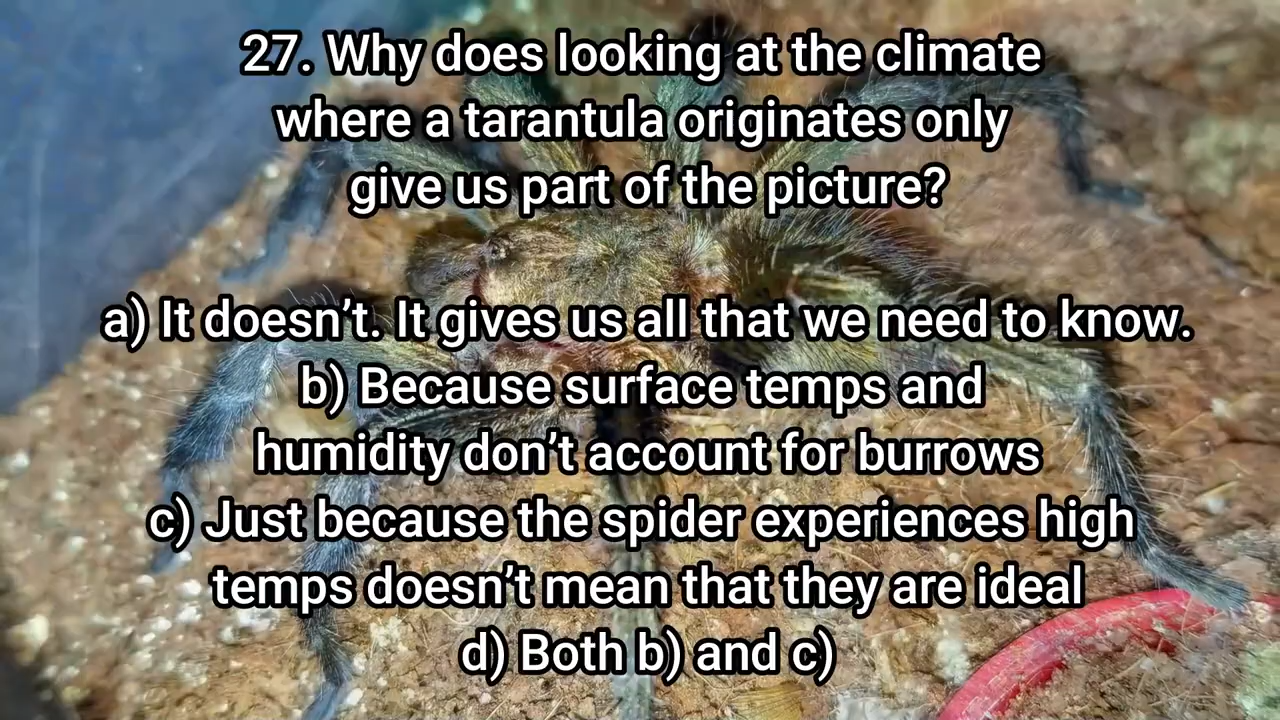 27. Why does looking at the climate
where a tarantula originates only
give us part of the picture?
a) It doesn’t. It gives us all that we need to know.
b) Because surface temps and
humidity don’t account for burrows
c) Just because the spider experiences high
temps doesn’t mean that they are ideal
d) Both b) and c)